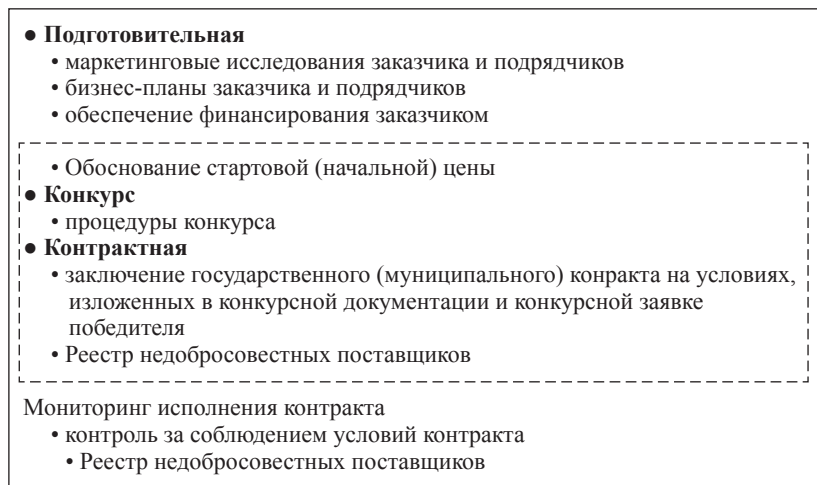 ● Подготовительная
• маркетинговые исследования заказчика и подрядчиков
• бизнес-планы заказчика и подрядчиков
• обеспечение финансирования заказчиком
• Обоснование стартовой (начальной) цены
● Конкурс
• процедуры конкурса
● Контрактная
• заключение государственного (муниципального) конракта на условиях,
изложенных в конкурсной документации и конкурсной заявке
победителя
• Реестр недобросовестных поставщиков
Мониторинг исполнения контракта
• контроль за соблюдением условий контракта
• Реестр недобросовестных поставщиков